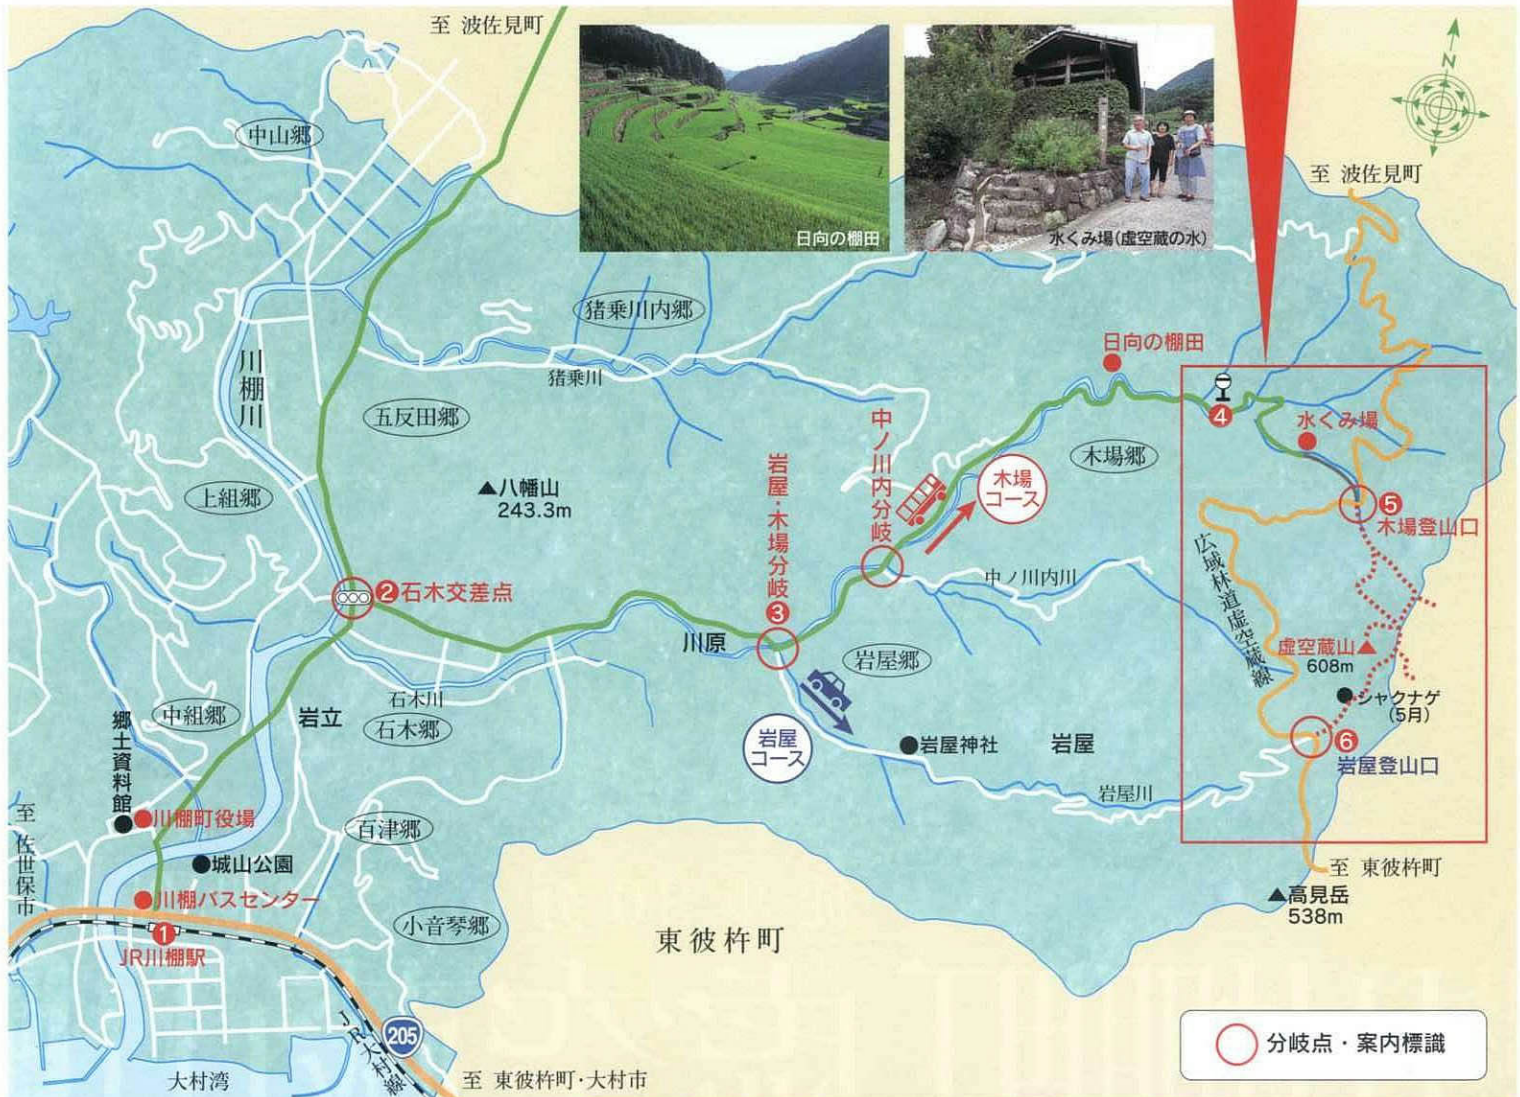 至 波佐見町
中山郷
日向の棚田
水くみ場(虚空蔵の水)
N
至 波佐見町
猪乗川内郷
猪乗川
川棚川
五反田郷
上組郷
▲八幡山
243.3m
日向の棚田
4
水くみ場
木場郷
中ノ川内分岐
木場
コース
岩屋・木場分岐
3
5
木場登山口
2 石木交差点
中ノ川内川
広域林道虚空蔵線
川原
岩屋郷
虚空蔵山▲
608m
シャクナゲ
(5月)
石木川
石木郷
岩立
中組郷
岩屋
コース
岩屋神社
岩屋
6
岩屋登山口
岩屋川
郷土資料館
川棚町役場
百津郷
至 佐世保市
城山公園
川棚バスセンター
至 東彼杵町
▲高見岳
538m
小音琴郷
東彼杵町
1
JR川棚駅
205
JR大村線
大村湾
至 東彼杵町・大村市
分岐点・案内標識